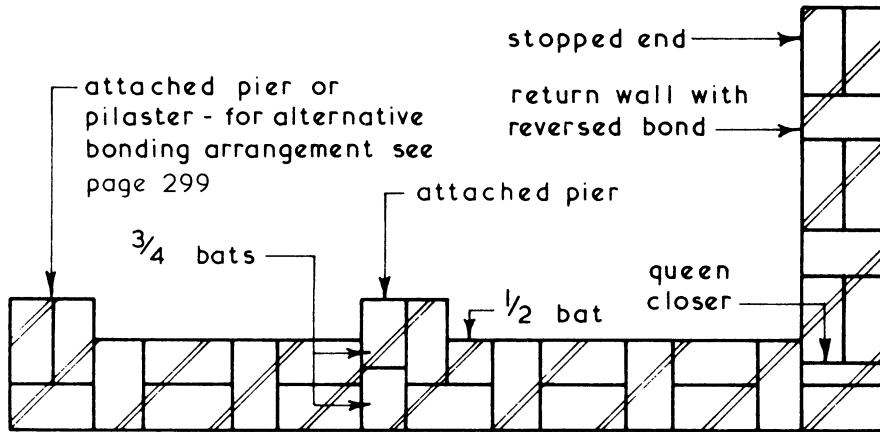 stopped end
attached pier or
pilaster - for alternative
bonding arrangement see
page 299
return wall with
reversed bond
attached pier
3/4 bats
queen
closer
1/2 bat